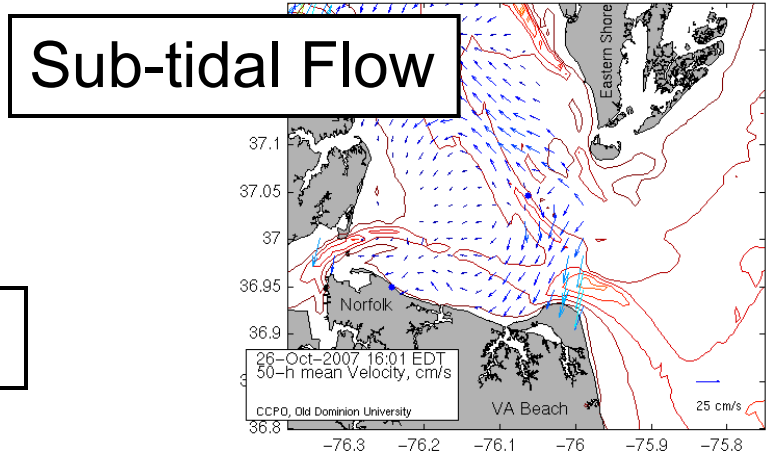 Sub-tidal Flow
Eastern Shore
37.1
37.05
37
36.95
36.9
36.8
Norfolk
26-Oct-2007 16:01 EDT
50-h mean Velocity, cm/s
CCPO, Old Dominion University
VA Beach
25 cm/s
-76.3 -76.2 -76.1 -76 -75.9 -75.8